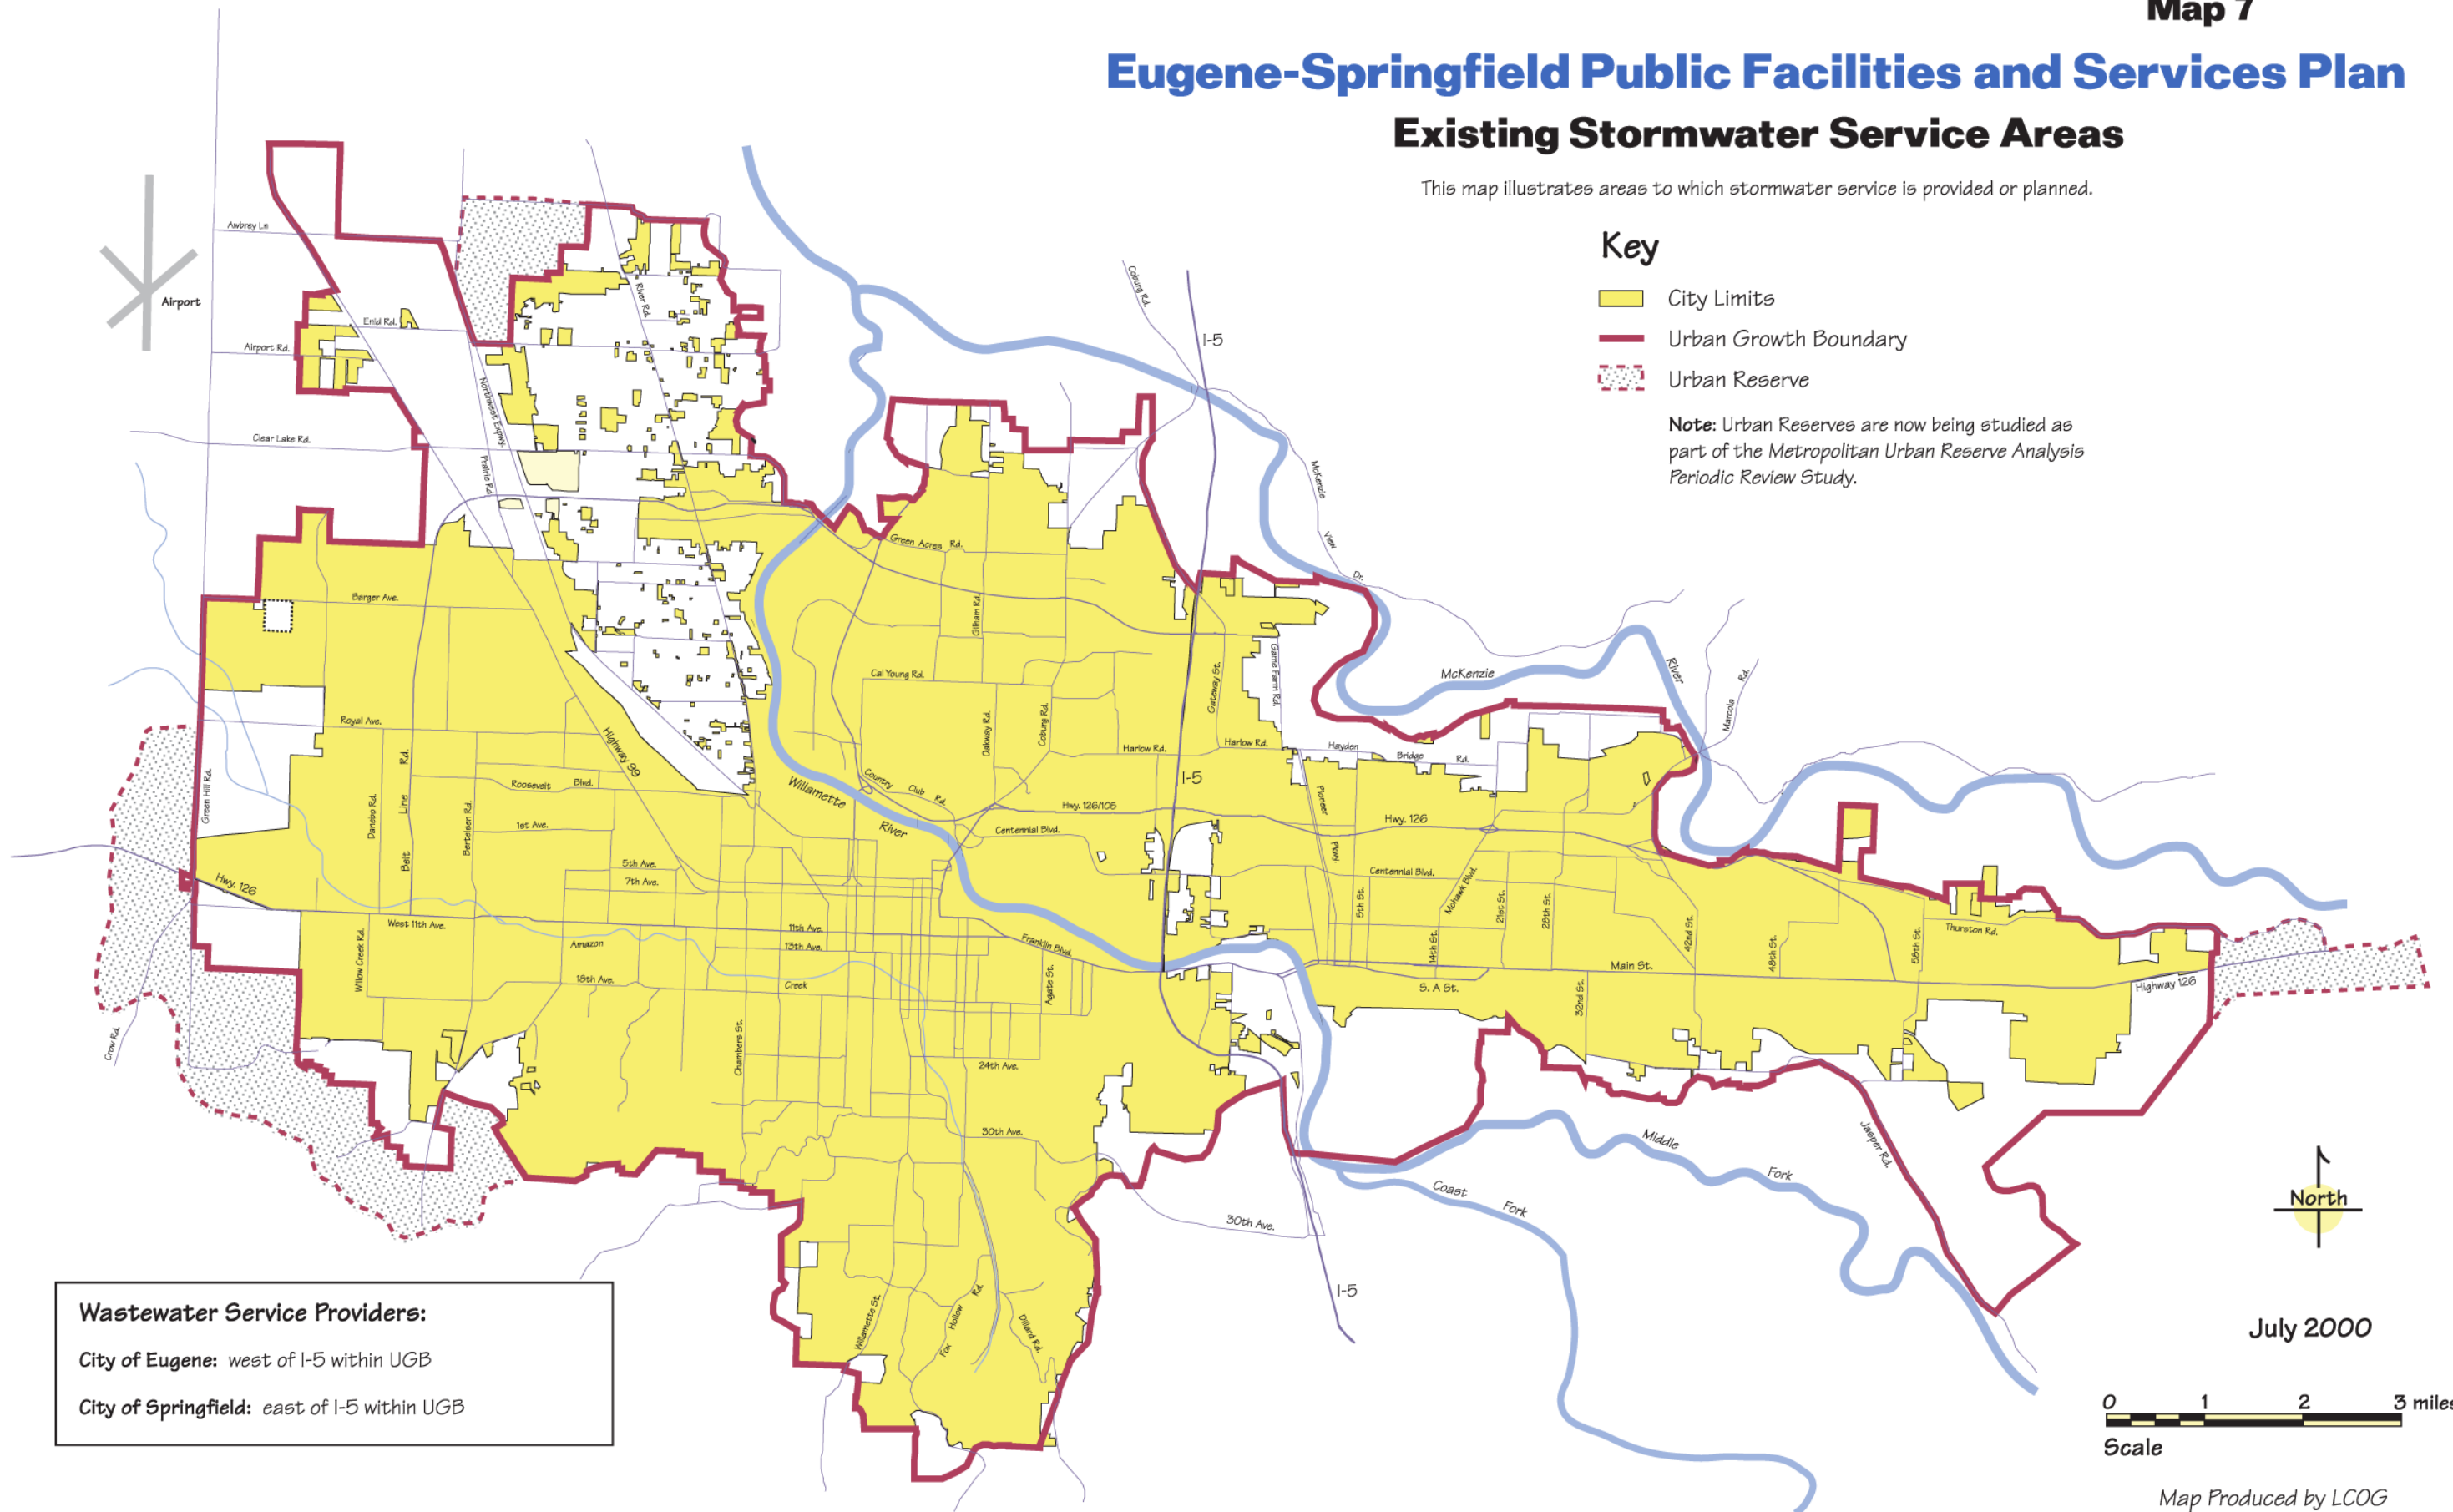 Map 7
Eugene-Springfield Public Facilities and Services Plan
Existing Stormwater Service Areas
This map illustrates areas to which stormwater service is provided or planned.
Key
City Limits
Urban Growth Boundary
Urban Reserve
Note: Urban Reserves are now being studied as
part of the Metropolitan Urban Reserve Analysis
Periodic Review Study.
Awbrey Ln
Airport
Enid Rd.
Airport Rd.
Clear Lake Rd.
River Rd.
Northwest Expwy.
Prairie Rd.
Coburg Rd.
I-5
McKenzie
View
Dr.
Green Acres Rd.
Barger Ave.
Gilham Rd.
Cal Young Rd.
Gateway St.
Game Farm Rd.
McKenzie
River
Marcola Rd.
Royal Ave.
Highway 99
Oakway Rd.
Coburg Rd.
Harlow Rd.
Harlow Rd.
Hayden
Bridge
Rd.
Green Hill Rd.
Danebo Rd.
Belt Line Rd.
Bertelsen Rd.
Roosevelt Blvd.
1st Ave.
Willamette
River
Country Club Rd.
I-5
Hwy. 126/105
Centennial Blvd.
Pioneer
Pkwy.
Hwy. 126
5th Ave.
7th Ave.
Centennial Blvd.
Hwy. 126
5th St.
Mohawk Blvd.
14th St.
21st St.
28th St.
42nd St.
48th St.
58th St.
Thurston Rd.
West 11th Ave.
11th Ave.
13th Ave.
Franklin Blvd.
Amazon
Creek
Willow Creek Rd.
18th Ave.
Agate St.
Main St.
S. A St.
32nd St.
Highway 126
Crow Rd.
Chambers St.
24th Ave.
30th Ave.
30th Ave.
Middle
Fork
Coast
Fork
Jasper Rd.
Willamette St.
Fox Hollow Rd.
Dillard Rd.
I-5
North
July 2000
0 1 2 3 miles
Scale
Map Produced by LCOG
Wastewater Service Providers:
City of Eugene: west of I-5 within UGB
City of Springfield: east of I-5 within UGB